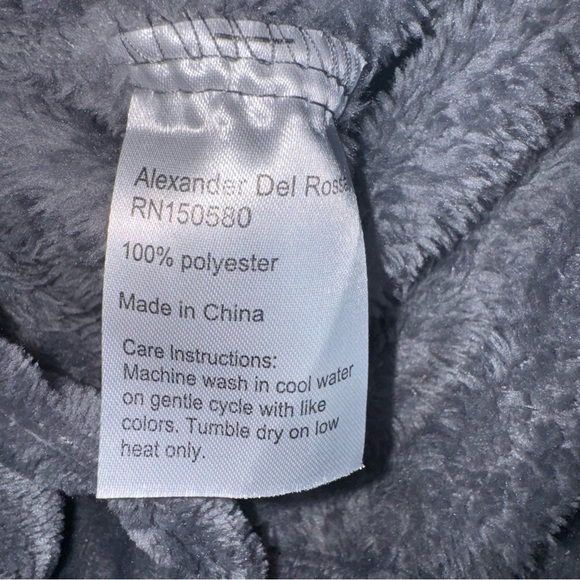 Alexander Del Rossa
RN150580
100% polyester
Made in China
Care Instructions:
Machine wash in cool water
on gentle cycle with like
colors. Tumble dry on low
heat only.